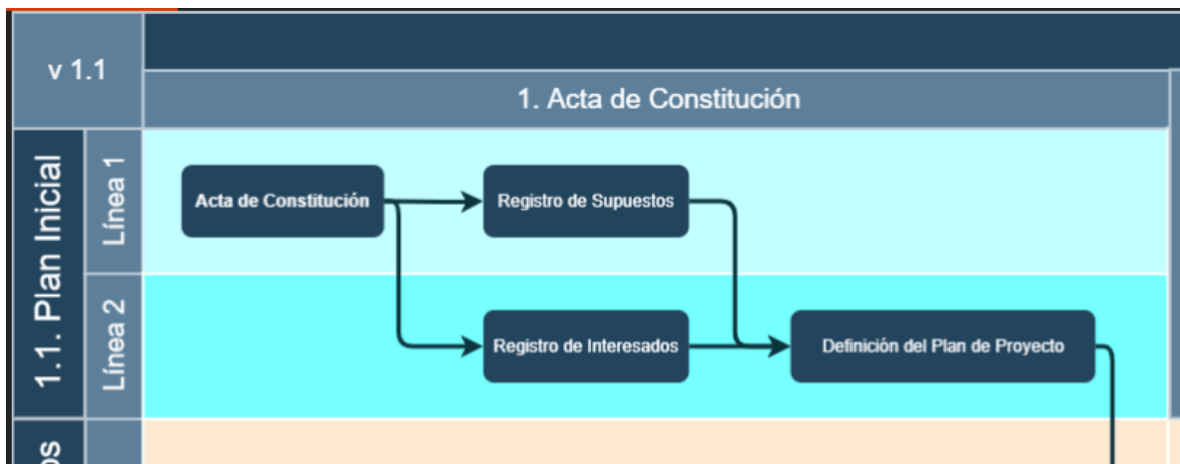 v 1.1
1. Acta de Constitución
1.1. Plan Inicial
Línea 1
Acta de Constitución
Registro de Supuestos
Línea 2
Registro de Interesados
Definición del Plan de Proyecto